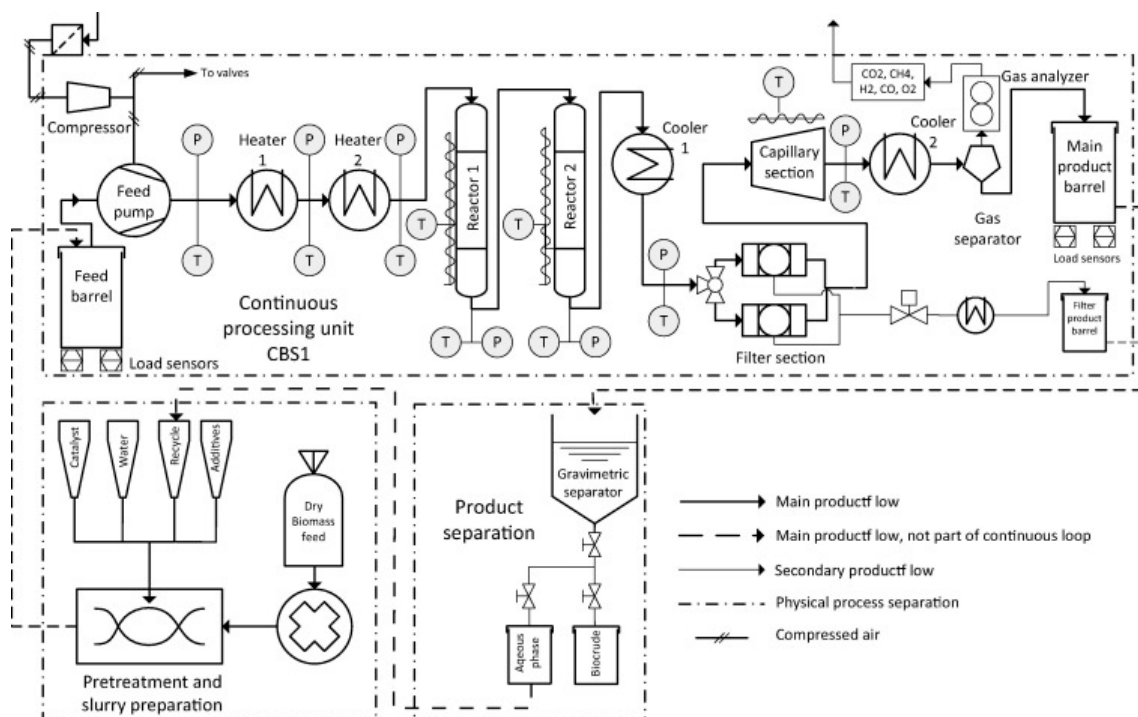 To valves
Compressor
Feed
pump
P
T
Heater
1
P
T
Heater
2
P
T
Reactor 1
T
T
P
Reactor 2
T
T
P
Cooler
1
P
T
T
Capillary
section
P
T
Cooler
2
CO2, CH4,
H2, CO, O2
Gas analyzer
Gas
separator
Main
product
barrel
Load sensors
Feed
barrel
Load sensors
Continuous
processing unit
CBS1
Filter section
Filter
product
barrel
Catalyst
Water
Recycle
Additives
Dry
Biomass
feed
Pretreatment and
slurry preparation
Product
separation
Gravimetric
separator
Aqeous
phase
Biocrude
Main productf low
Main productf low, not part of continuous loop
Secondary productf low
Physical process separation
Compressed air